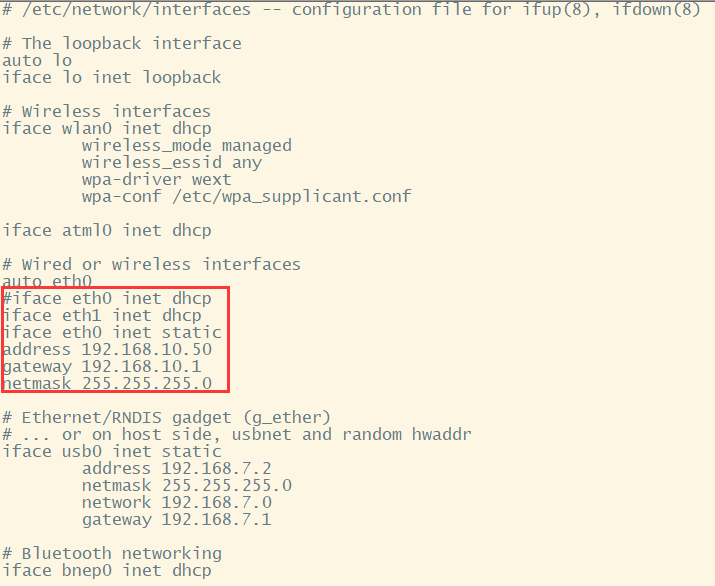 # /etc/network/interfaces -- configuration file for ifup(8), ifdown(8)
# The loopback interface
auto lo
iface lo inet loopback
# Wireless interfaces
iface wlan0 inet dhcp
wireless_mode managed
wireless_essid any
wpa-driver wext
wpa-conf /etc/wpa_supplicant.conf
iface atml0 inet dhcp
# Wired or wireless interfaces
auto eth0
#iface eth0 inet dhcp
iface eth1 inet dhcp
iface eth0 inet static
address 192.168.10.50
gateway 192.168.10.1
netmask 255.255.255.0
# Ethernet/RNDIS gadget (g_ether)
# ... or on host side, usbnet and random hwaddr
iface usb0 inet static
address 192.168.7.2
netmask 255.255.255.0
network 192.168.7.0
gateway 192.168.7.1
# Bluetooth networking
iface bnep0 inet dhcp